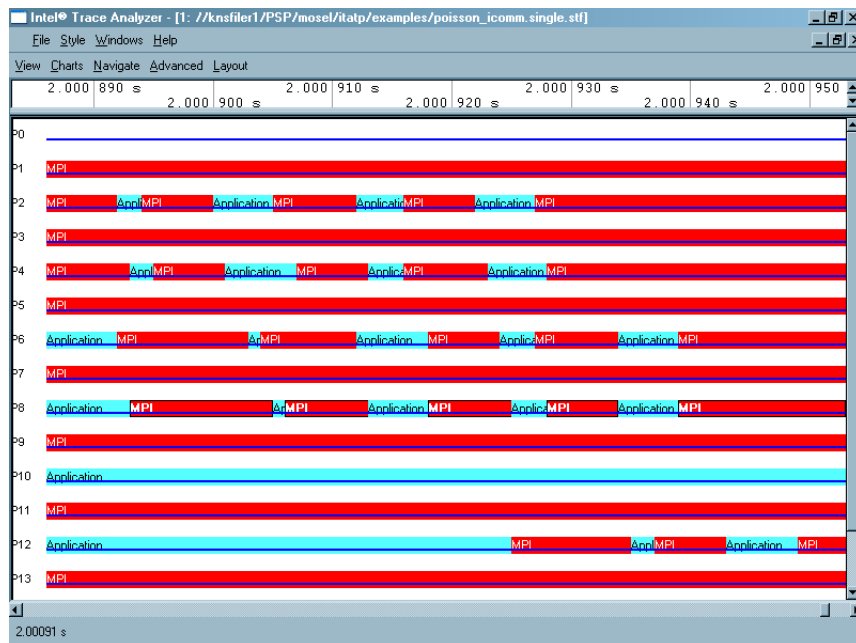 Intel® Trace Analyzer - [1: //knsfiler1/PSP/mosel/itatp/examples/poisson_icomm.single.stf]
File Style Windows Help
View Charts Navigate Advanced Layout
2.000 890 s 2.000 910 s 2.000 930 s 2.000 950
2.000 900 s 2.000 920 s 2.000 940 s
P0
P1 MPI
P2 MPI Appli MPI Application MPI Applicatio MPI Application MPI
P3 MPI
P4 MPI Appl MPI Application MPI Applica MPI Application MPI
P5 MPI
P6 Application MPI A MPI Application MPI Applica MPI Application MPI
P7 MPI
P8 Application MPI Ap MPI Application MPI Applica MPI Application MPI
P9 MPI
P10 Application
P11 MPI
P12 Application MPI Appl MPI Application MPI
P13 MPI
2.00091 s